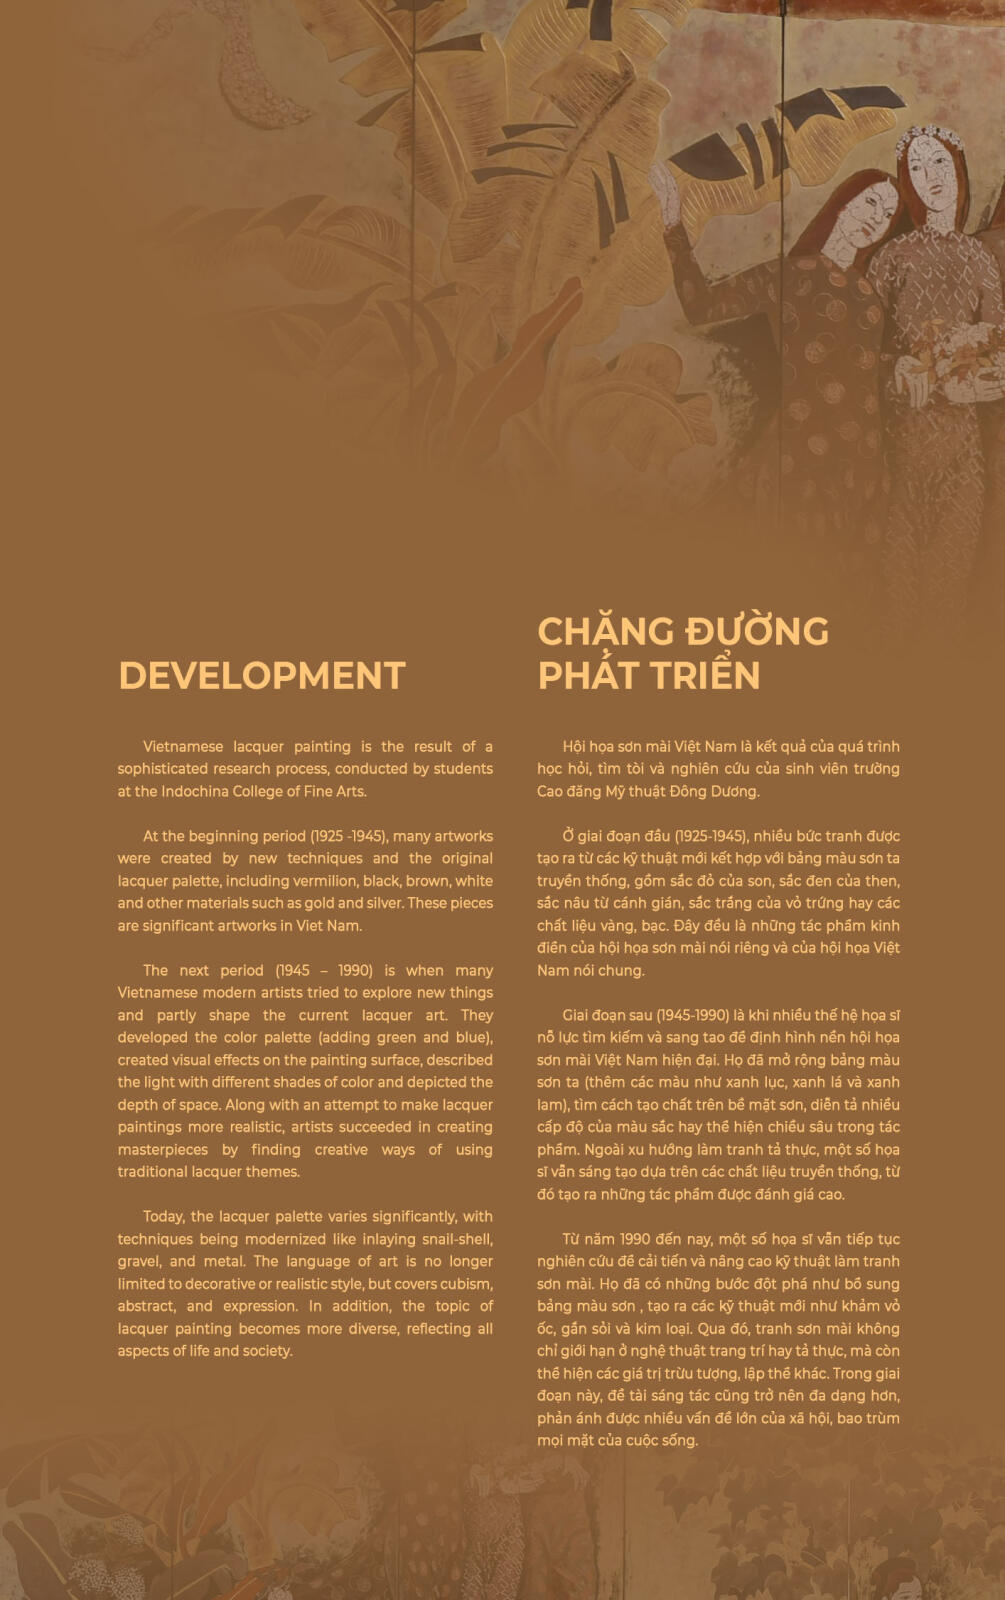 DEVELOPMENT
Vietnamese lacquer painting is the result of a
sophisticated research process, conducted by students
at the Indochina College of Fine Arts.
At the beginning period (1925 -1945), many artworks
were created by new techniques and the original
lacquer palette, including vermilion, black, brown, white
and other materials such as gold and silver. These pieces
are significant artworks in Viet Nam.
The next period (1945 – 1990) is when many
Vietnamese modern artists tried to explore new things
and partly shape the current lacquer art. They
developed the color palette (adding green and blue),
created visual effects on the painting surface, described
the light with different shades of color and depicted the
depth of space. Along with an attempt to make lacquer
paintings more realistic, artists succeeded in creating
masterpieces by finding creative ways of using
traditional lacquer themes.
Today, the lacquer palette varies significantly, with
techniques being modernized like inlaying snail-shell,
gravel, and metal. The language of art is no longer
limited to decorative or realistic style, but covers cubism,
abstract, and expression. In addition, the topic of
lacquer painting becomes more diverse, reflecting all
aspects of life and society.
CHẶNG ĐƯỜNG
PHÁT TRIỂN
Hội họa sơn mài Việt Nam là kết quả của quá trình
học hỏi, tìm tòi và nghiên cứu của sinh viên trường
Cao đẳng Mỹ thuật Đông Dương.
Ở giai đoạn đầu (1925-1945), nhiều bức tranh được
tạo ra từ các kỹ thuật mới kết hợp với bảng màu sơn ta
truyền thống, gồm sắc đỏ của son, sắc đen của then,
sắc nâu từ cánh gián, sắc trắng của vỏ trứng hay các
chất liệu vàng, bạc. Đây đều là những tác phẩm kinh
điển của hội họa sơn mài nói riêng và của hội họa Việt
Nam nói chung.
Giai đoạn sau (1945-1990) là khi nhiều thế hệ họa sĩ
nỗ lực tìm kiếm và sang tao để định hình nền hội họa
sơn mài Việt Nam hiện đại. Họ đã mở rộng bảng màu
sơn ta (thêm các màu như xanh lục, xanh lá và xanh
lam), tìm cách tạo chất trên bề mặt sơn, diễn tả nhiều
cấp độ của màu sắc hay thể hiện chiều sâu trong tác
phẩm. Ngoài xu hướng làm tranh tả thực, một số họa
sĩ vẫn sáng tạo dựa trên các chất liệu truyền thống, từ
đó tạo ra những tác phẩm được đánh giá cao.
Từ năm 1990 đến nay, một số họa sĩ vẫn tiếp tục
nghiên cứu để cải tiến và nâng cao kỹ thuật làm tranh
sơn mài. Họ đã có những bước đột phá như bổ sung
bảng màu sơn , tạo ra các kỹ thuật mới như khảm vỏ
ốc, gắn sỏi và kim loại. Qua đó, tranh sơn mài không
chỉ giới hạn ở nghệ thuật trang trí hay tả thực, mà còn
thể hiện các giá trị trừu tượng, lập thể khác. Trong giai
đoạn này, đề tài sáng tác cũng trở nên đa dạng hơn,
phản ánh được nhiều vấn đề lớn của xã hội, bao trùm
mọi mặt của cuộc sống.